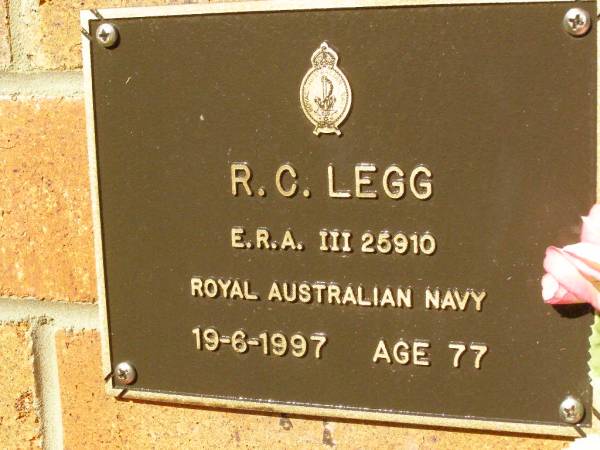 R. C. LEGG
E.R.A. III 25910
ROYAL AUSTRALIAN NAVY
19-6-1997 AGE 77